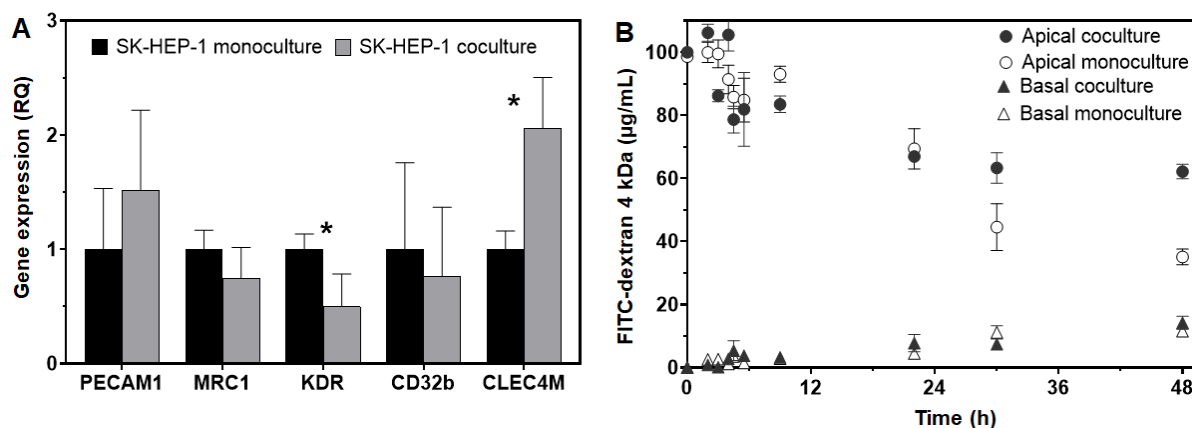 A
Gene expression (RQ)
3
2
1
0
SK-HEP-1 monoculture
SK-HEP-1 coculture
*
*
PECAM1
MRC1
KDR
CD32b
CLEC4M
B
FITC-dextran 4 kDa (µg/mL)
100
80
60
40
20
0
Apical coculture
Apical monoculture
Basal coculture
Basal monoculture
0
12
24
36
48
Time (h)